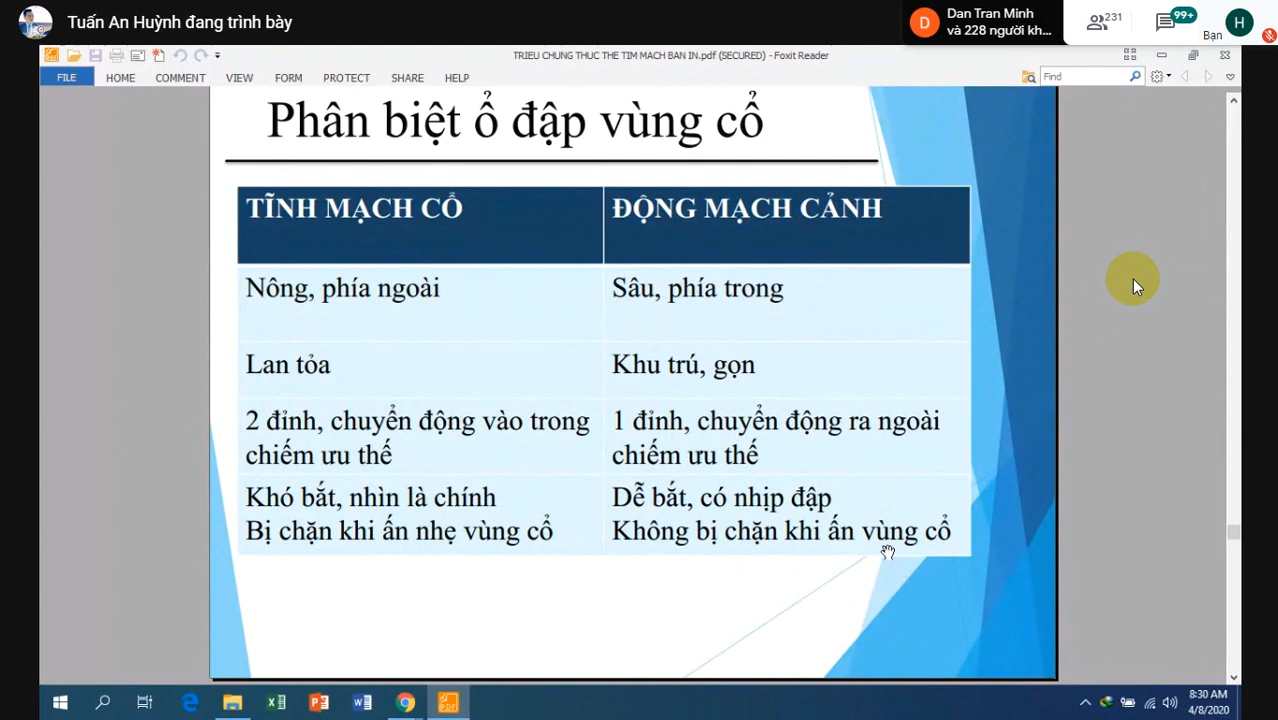 Tuấn An Huỳnh đang trình bày
D
Dan Tran Minh
và 228 người kh...
231
99+
H
Bạn
TRIEU CHUNG THUC THE TIM MACH BAN IN.pdf (SECURED) - Foxit Reader
FILE HOME COMMENT VIEW FORM PROTECT SHARE HELP
Find
Phân biệt ổ đập vùng cổ
TĨNH MẠCH CỔ
ĐỘNG MẠCH CẢNH
Nông, phía ngoài
Sâu, phía trong
Lan tỏa
Khu trú, gọn
2 đỉnh, chuyển động vào trong
chiếm ưu thế
1 đỉnh, chuyển động ra ngoài
chiếm ưu thế
Khó bắt, nhìn là chính
Bị chặn khi ấn nhẹ vùng cổ
Dễ bắt, có nhịp đập
Không bị chặn khi ấn vùng cổ
8:30 AM
4/8/2020